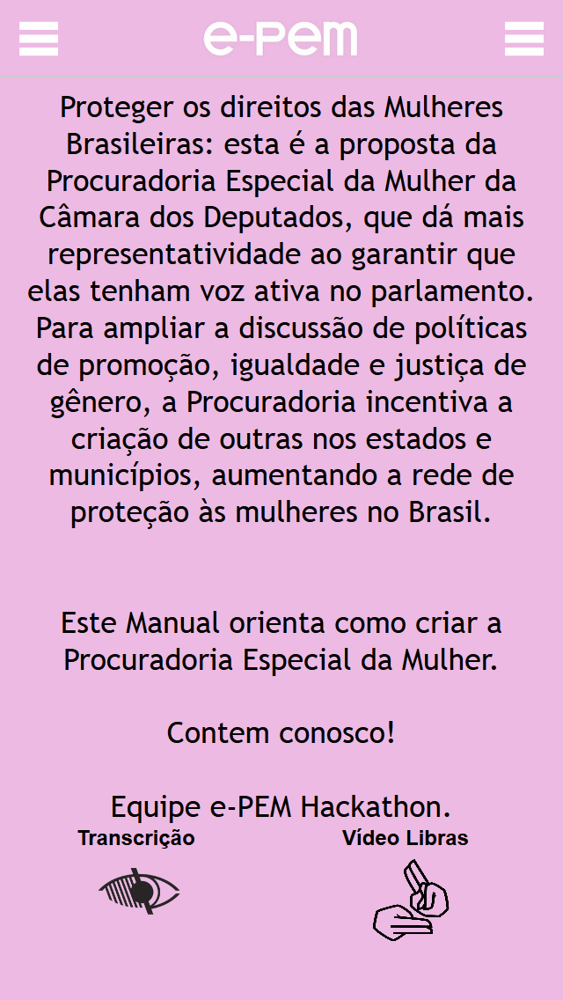 e-pem
Proteger os direitos das Mulheres
Brasileiras: esta é a proposta da
Procuradoria Especial da Mulher da
Câmara dos Deputados, que dá mais
representatividade ao garantir que
elas tenham voz ativa no parlamento.
Para ampliar a discussão de políticas
de promoção, igualdade e justiça de
gênero, a Procuradoria incentiva a
criação de outras nos estados e
municípios, aumentando a rede de
proteção às mulheres no Brasil.
Este Manual orienta como criar a
Procuradoria Especial da Mulher.
Contem conosco!
Equipe e-PEM Hackathon.
Transcrição
Vídeo Libras